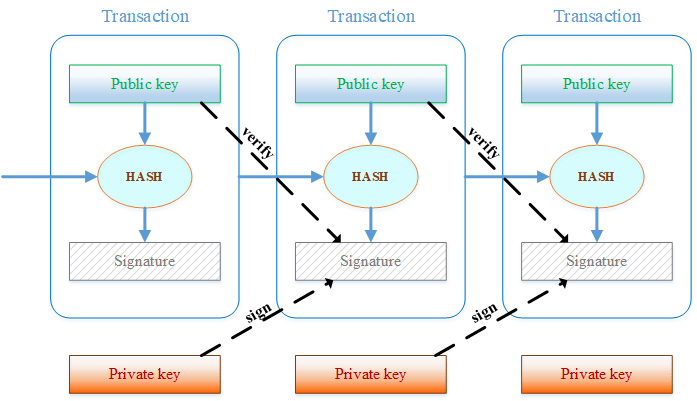 Transaction
Transaction
Transaction
Public key
Public key
Public key
verify
verify
HASH
HASH
HASH
Signature
Signature
Signature
sign
sign
Private key
Private key
Private key